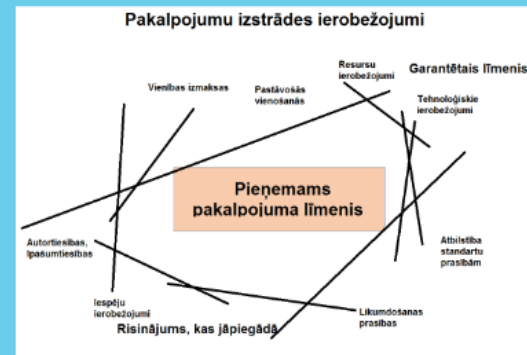 Pakalpojumu izstrādes ierobežojumi
Resursu
ierobežojumi
Garantētais līmenis
Vienības izmaksas
Pastāvošās
vienošanās
Tehnoloģiskie
ierobežojumi
Pieņemams
pakalpojuma līmenis
Autortiesības,
Īpašumtiesības
Atbilstība
standartu
prasībām
Iespēju
ierobežojumi
Likumdošanas
prasības
Risinājums, kas jāpiegādā